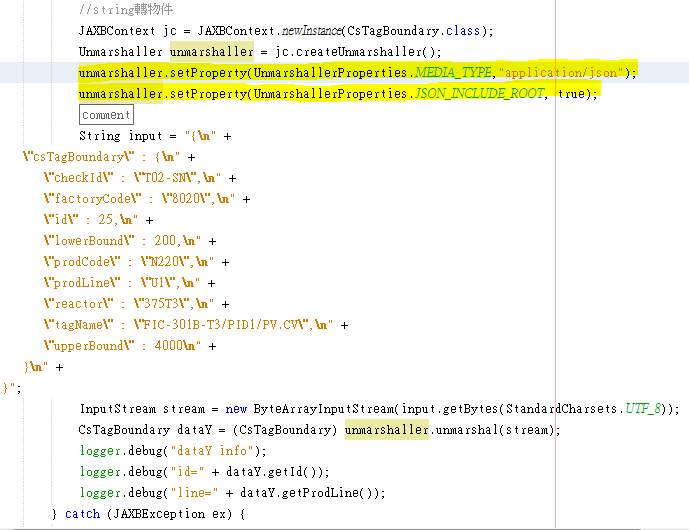 //string轉物件
JAXBContext jc = JAXBContext.newInstance(CsTagBoundary.class);
Unmarshaller unmarshaller = jc.createUnmarshaller();
unmarshaller.setProperty(UnmarshallerProperties.MEDIA_TYPE,"application/json");
unmarshaller.setProperty(UnmarshallerProperties.JSON_INCLUDE_ROOT, true);
comment
String input = "{\n" +
\"csTagBoundary\" : {\n" +
\"checkId\" : \"T02-SN\",\n" +
\"factoryCode\" : \"8020\",\n" +
\"id\" : 25,\n" +
\"lowerBound\" : 200,\n" +
\"prodCode\" : \"N220\",\n" +
\"prodLine\" : \"U1\",\n" +
\"reactor\" : \"375T3\",\n" +
\"tagName\" : \"FIC-301B-T3/PID1/PV.CV\",\n" +
\"upperBound\" : 4000\n" +
}\n" +
}";
InputStream stream = new ByteArrayInputStream(input.getBytes(StandardCharsets.UTF_8));
CsTagBoundary dataY = (CsTagBoundary) unmarshaller.unmarshal(stream);
logger.debug("dataY info");
logger.debug("id=" + dataY.getId());
logger.debug("line=" + dataY.getProdLine());
} catch (JAXBException ex) {